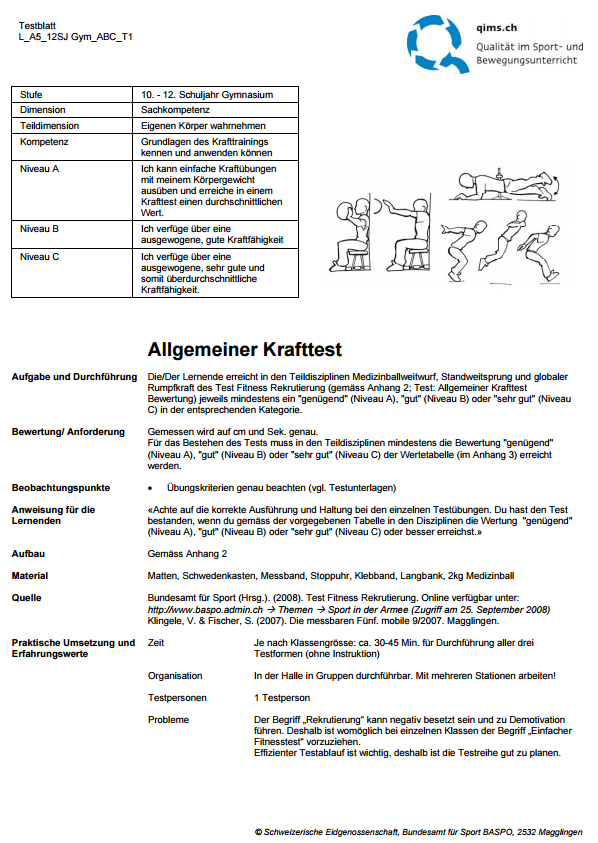 Testblatt
L_A5_12SJ Gym_ABC_T1
qims.ch
Qualität im Sport- und
Bewegungsunterricht
Stufe 10. - 12. Schuljahr Gymnasium
Dimension Sachkompetenz
Teildimension Eigenen Körper wahrnehmen
Kompetenz Grundlagen des Krafttrainings
kennen und anwenden können
Niveau A Ich kann einfache Kraftübungen
mit meinem Körpergewicht
ausüben und erreiche in einem
Krafttest einen durchschnittlichen
Wert.
Niveau B Ich verfüge über eine
ausgewogene, gute Kraftfähigkeit
Niveau C Ich verfüge über eine
ausgewogene, sehr gute und
somit überdurchschnittliche
Kraftfähigkeit.
Allgemeiner Krafttest
Aufgabe und Durchführung Die/Der Lernende erreicht in den Teildisziplinen Medizinballweitwurf, Standweitsprung und globaler
Rumpfkraft des Test Fitness Rekrutierung (gemäss Anhang 2; Test: Allgemeiner Krafttest
Bewertung) jeweils mindestens ein "genügend" (Niveau A), "gut" (Niveau B) oder "sehr gut" (Niveau
C) in der entsprechenden Kategorie.
Bewertung/ Anforderung Gemessen wird auf cm und Sek. genau.
Für das Bestehen des Tests muss in den Teildisziplinen mindestens die Bewertung "genügend"
(Niveau A), "gut" (Niveau B) oder "sehr gut" (Niveau C) der Wertetabelle (im Anhang 3) erreicht
werden.
Beobachtungspunkte • Übungskriterien genau beachten (vgl. Testunterlagen)
Anweisung für die «Achte auf die korrekte Ausführung und Haltung bei den einzelnen Testübungen. Du hast den Test
Lernenden bestanden, wenn du gemäss der vorgegebenen Tabelle in den Disziplinen die Wertung "genügend"
(Niveau A), "gut" (Niveau B) oder "sehr gut" (Niveau C) oder besser erreichst.»
Aufbau Gemäss Anhang 2
Material Matten, Schwedenkasten, Messband, Stoppuhr, Klebband, Langbank, 2kg Medizinball
Quelle Bundesamt für Sport (Hrsg.). (2008). Test Fitness Rekrutierung. Online verfügbar unter:
http://www.baspo.admin.ch → Themen → Sport in der Armee (Zugriff am 25. September 2008)
Klingele, V. & Fischer, S. (2007). Die messbaren Fünf. mobile 9/2007. Magglingen.
Praktische Umsetzung und Zeit Je nach Klassengrösse: ca. 30-45 Min. für Durchführung aller drei
Erfahrungswerte Testformen (ohne Instruktion)
Organisation In der Halle in Gruppen durchführbar. Mit mehreren Stationen arbeiten!
Testpersonen 1 Testperson
Probleme Der Begriff „Rekrutierung“ kann negativ besetzt sein und zu Demotivation
führen. Deshalb ist womöglich bei einzelnen Klassen der Begriff „Einfacher
Fitnesstest“ vorzuziehen.
Effizienter Testablauf ist wichtig, deshalb ist die Testreihe gut zu planen.
© Schweizerische Eidgenossenschaft, Bundesamt für Sport BASPO, 2532 Magglingen